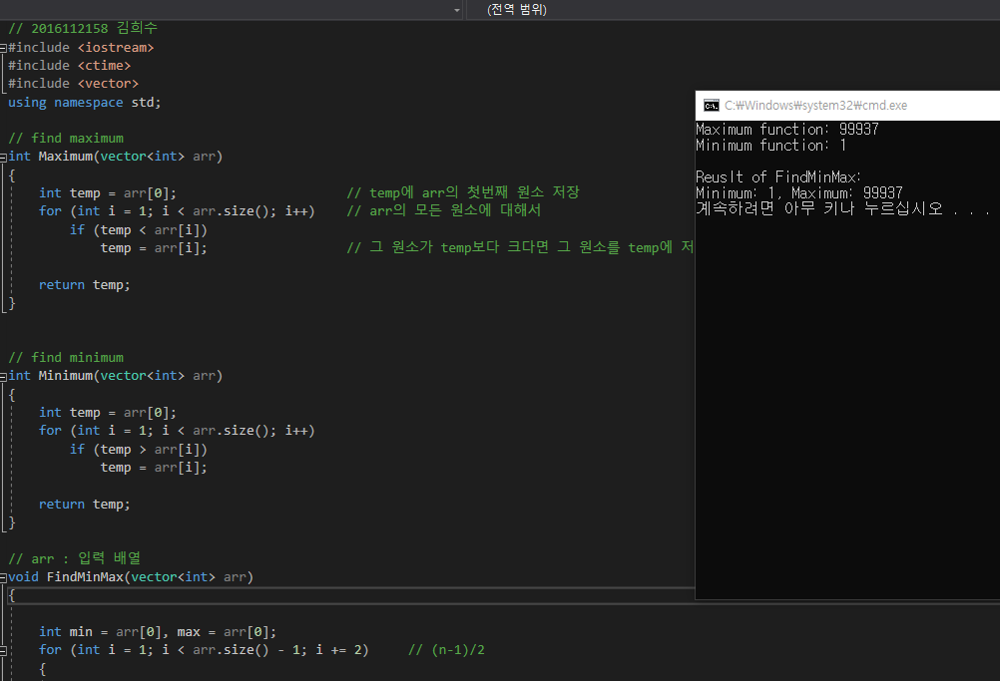 (전역 범위)
// 2016112158 김희수
#include <iostream>
#include <ctime>
#include <vector>
using namespace std;
// find maximum
int Maximum(vector<int> arr)
{
int temp = arr[0]; // temp에 arr의 첫번째 원소 저장
for (int i = 1; i < arr.size(); i++) // arr의 모든 원소에 대해서
if (temp < arr[i])
temp = arr[i]; // 그 원소가 temp보다 크다면 그 원소를 temp에 저
return temp;
}
// find minimum
int Minimum(vector<int> arr)
{
int temp = arr[0];
for (int i = 1; i < arr.size(); i++)
if (temp > arr[i])
temp = arr[i];
return temp;
}
// arr : 입력 배열
void FindMinMax(vector<int> arr)
{
int min = arr[0], max = arr[0];
for (int i = 1; i < arr.size() - 1; i += 2) // (n-1)/2
{
C:₩Windows₩system32₩cmd.exe
Maximum function: 99937
Minimum function: 1
Reuslt of FindMinMax:
Minimum: 1, Maximum: 99937
계속하려면 아무 키나 누르십시오 . . .